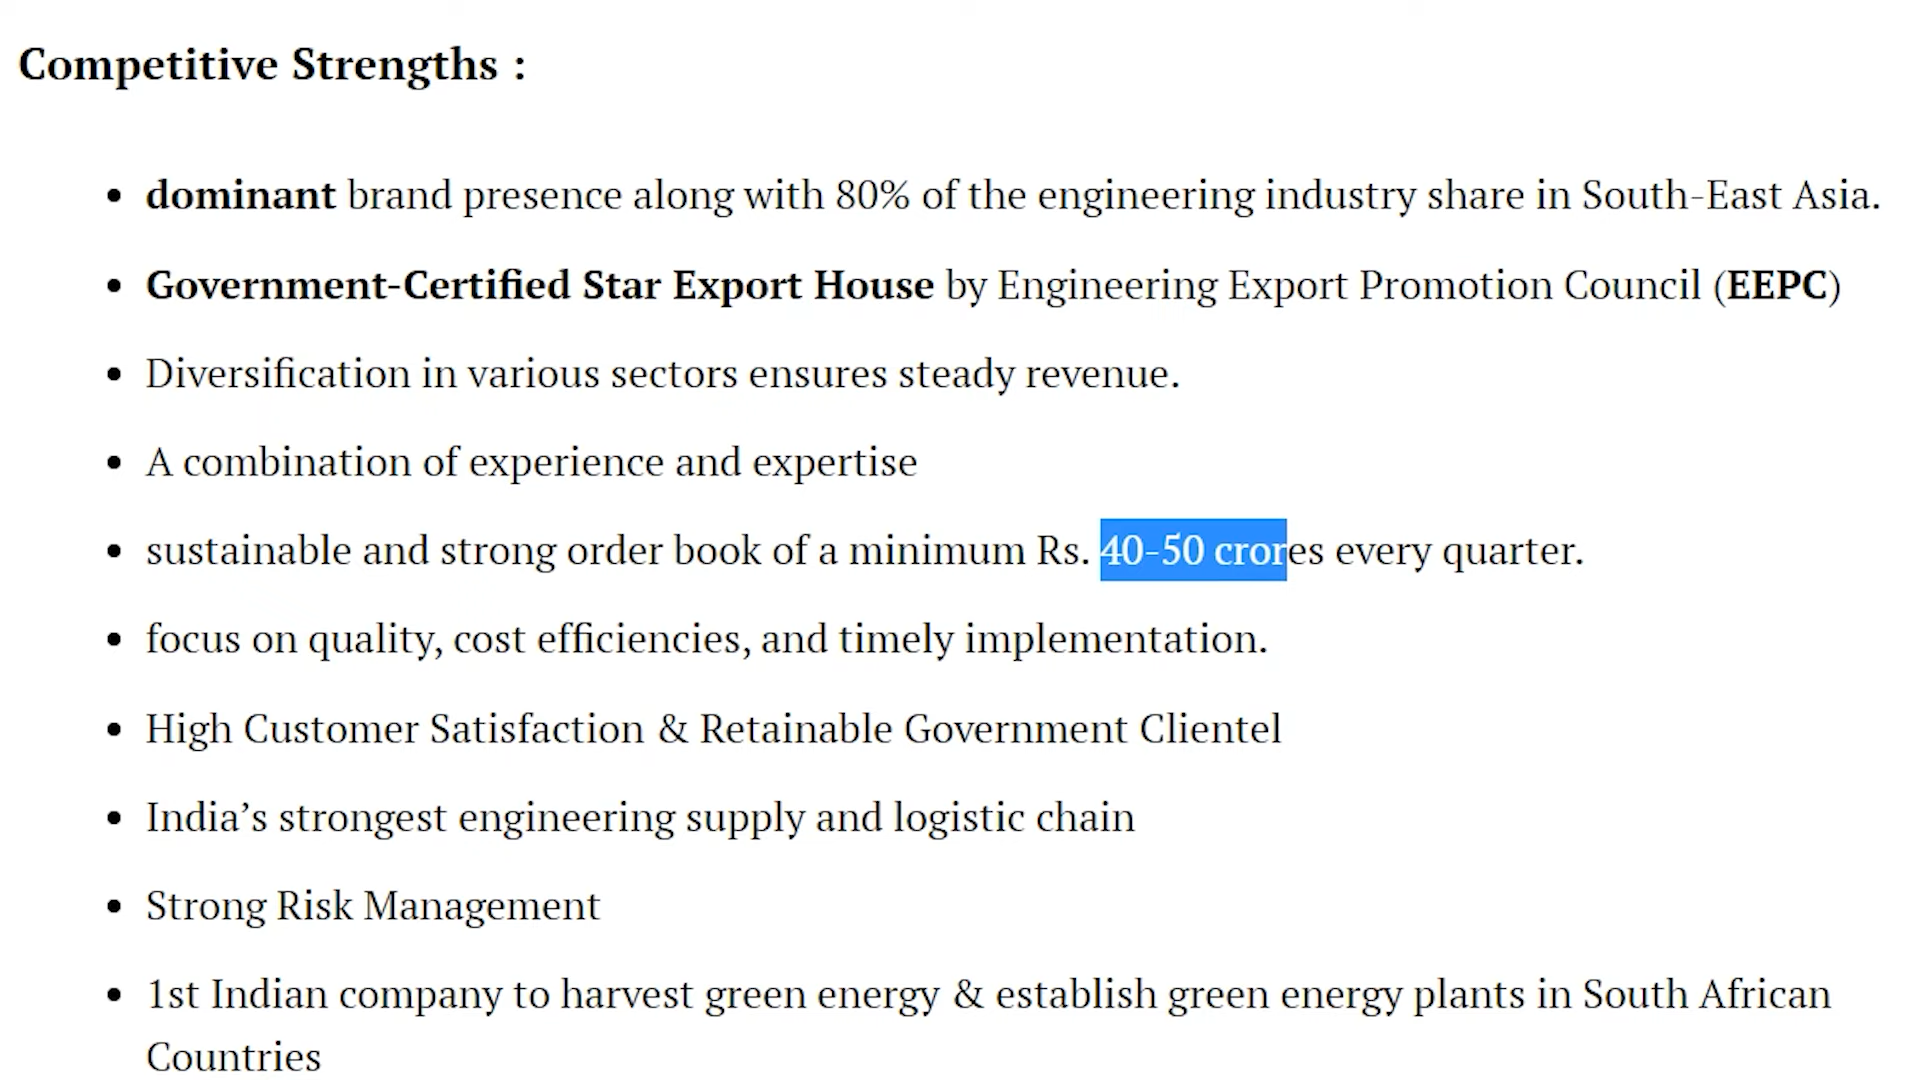 Competitive Strengths :
dominant brand presence along with 80% of the engineering industry share in South-East Asia.
Government-Certified Star Export House by Engineering Export Promotion Council (EEPC)
Diversification in various sectors ensures steady revenue.
A combination of experience and expertise
sustainable and strong order book of a minimum Rs. 40-50 crores every quarter.
focus on quality, cost efficiencies, and timely implementation.
High Customer Satisfaction & Retainable Government Clientel
India’s strongest engineering supply and logistic chain
Strong Risk Management
1st Indian company to harvest green energy & establish green energy plants in South African
Countries